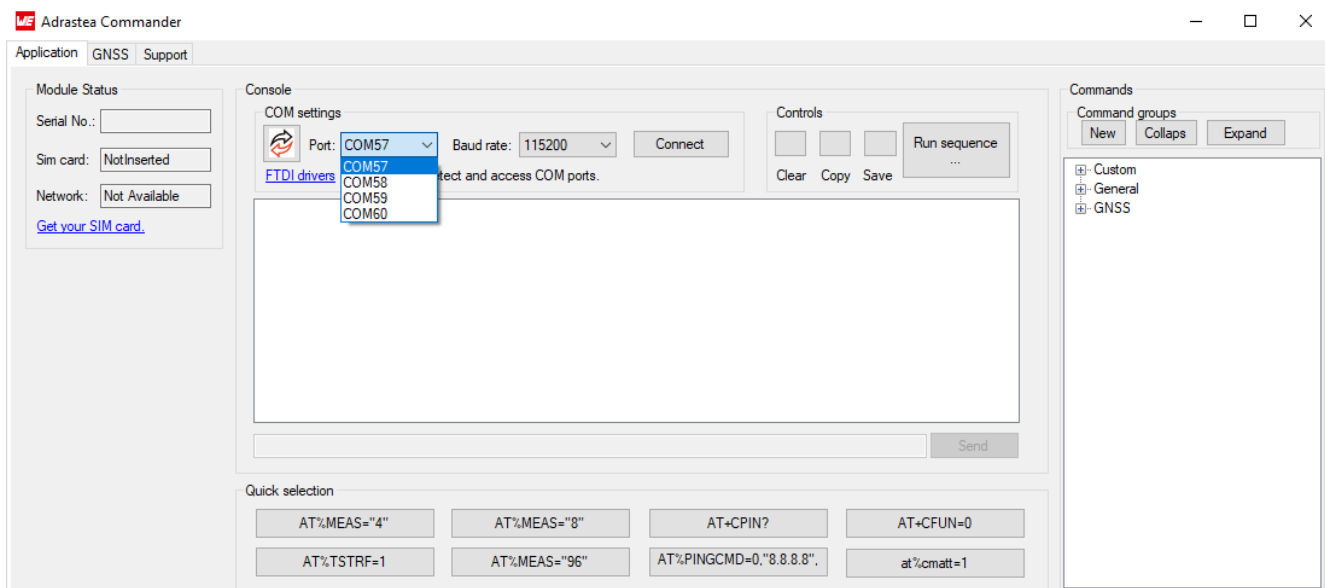 WE Adrastea Commander
Application GNSS Support
Module Status
Serial No.:
Sim card: NotInserted
Network: Not Available
Get your SIM card.
Console
COM settings
Port: COM57 Baud rate: 115200 Connect
COM57
COM58
COM59
COM60
FTDI drivers and access COM ports.
Controls
Clear Copy Save
Run sequence
...
Send
Quick selection
AT%MEAS="4" AT%MEAS="8" AT+CPIN? AT+CFUN=0
AT%TSTRF=1 AT%MEAS="96" AT%PINGCMD=0,"8.8.8.8", at%cmatt=1
Commands
Command groups
New Collaps Expand
Custom
General
GNSS